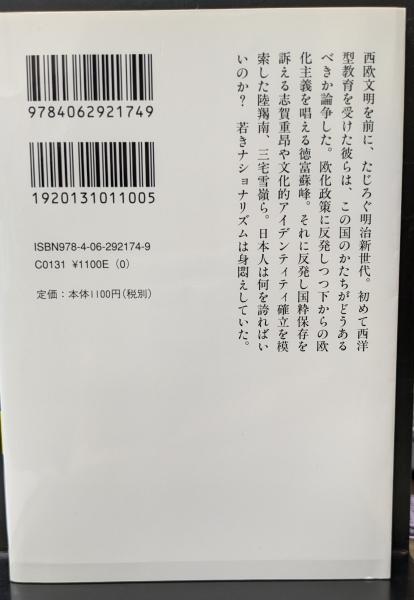 西欧文明を前に、たじろぐ明治新世代。初めて西洋
型教育を受けた彼らは、この国のかたちがどうある
べきか論争した。欧化政策に反発しつつ下からの欧
化主義を唱える徳富蘇峰。それに反発し国粋保存を
訴える志賀重昂や文化的アイデンティティ確立を模
索した陸羯南、三宅雪嶺ら。日本人は何を誇ればい
いのか？ 若きナショナリズムは身悶えしていた。
9784062921749
1920131011005
ISBN978-4-06-292174-9
C0131 ¥1100E (0)
定価：本体1100円(税別)